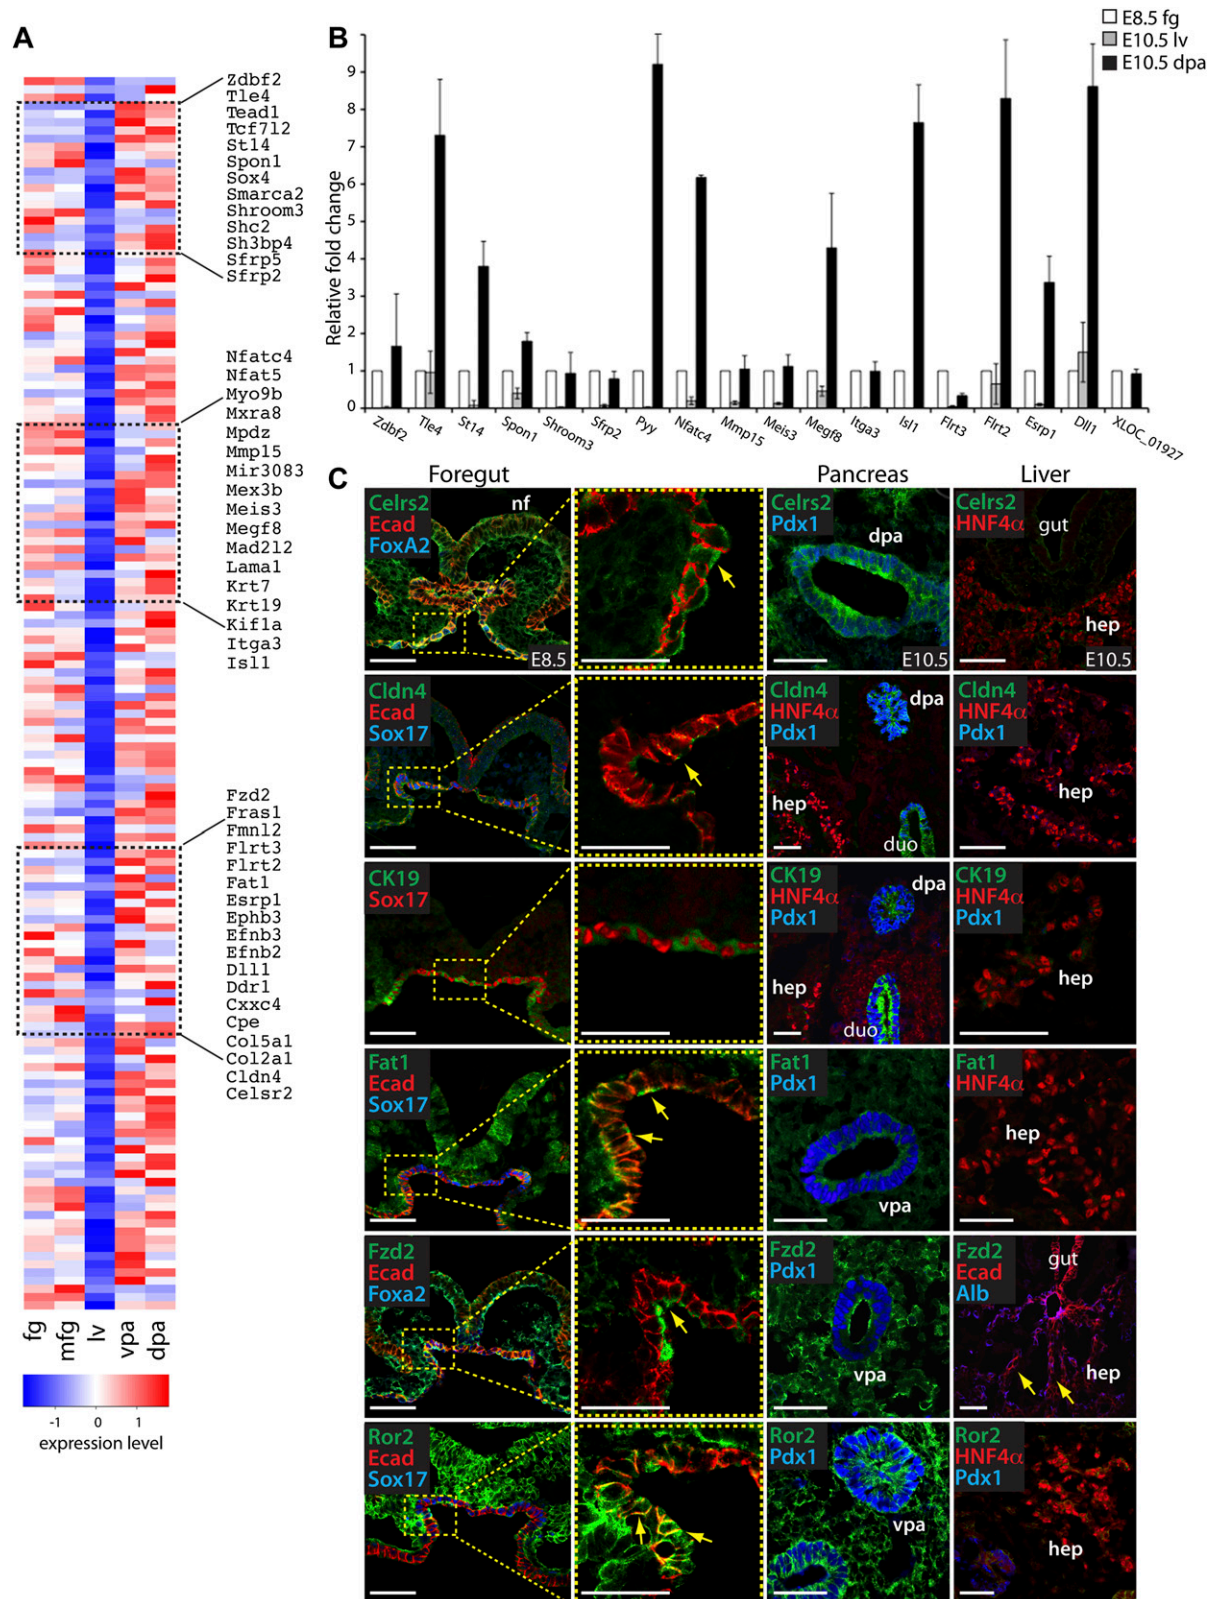 A
Zdbf2
Tle4
Tead1
Tcf7l2
St14
Spon1
Sox4
Smarca2
Shroom3
Shc2
Sh3bp4
Sfrp5
Sfrp2
Nfatc4
Nfat5
Myo9b
Mxra8
Mpdz
Mmp15
Mir3083
Mex3b
Meis3
Megf8
Mad2l2
Lama1
Krt7
Krt19
Kif1a
Itga3
Isl1
Fzd2
Fras1
Fmnl2
Flrt3
Flrt2
Fat1
Esrp1
Ephb3
Efnb3
Efnb2
Dll1
Ddr1
Cxxc4
Cpe
Col5a1
Col2a1
Cldn4
Celsr2
fg mfg lv vpa dpa
-1 0 1
expression level
B
E8.5 fg
E10.5 lv
E10.5 dpa
Relative fold change
9
8
7
6
5
4
3
2
1
0
Zdbf2 Tle4 St14 Spon1 Shroom3 Sfrp2 Pyy Nfatc4 Mmp15 Meis3 Megf8 Itga3 Isl1 Flrt3 Flrt2 Esrp1 Dll1 XLOC_01927
C
Foregut Pancreas Liver
Celrs2
Ecad
FoxA2
nf
E8.5
Celrs2
Pdx1
dpa
E10.5
Celrs2
HNF4α
gut
hep
E10.5
Cldn4
Ecad
Sox17
Cldn4
HNF4α
Pdx1
dpa
hep
duo
Cldn4
HNF4α
Pdx1
hep
CK19
Sox17
CK19
HNF4α
Pdx1
dpa
hep
duo
CK19
HNF4α
Pdx1
hep
Fat1
Ecad
Sox17
Fat1
Pdx1
vpa
Fat1
HNF4α
hep
Fzd2
Ecad
Foxa2
Fzd2
Pdx1
vpa
Fzd2
Ecad
Alb
gut
hep
Ror2
Ecad
Sox17
Ror2
Pdx1
vpa
Ror2
HNF4α
Pdx1
hep